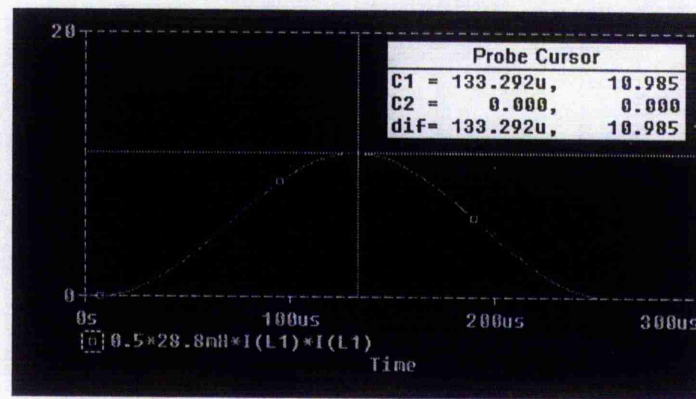 20
Probe Cursor
C1 = 133.292u, 10.985
C2 = 0.000, 0.000
dif= 133.292u, 10.985
0
0s 100us 200us 300us
0.5*28.8mH*I(L1)*I(L1)
Time